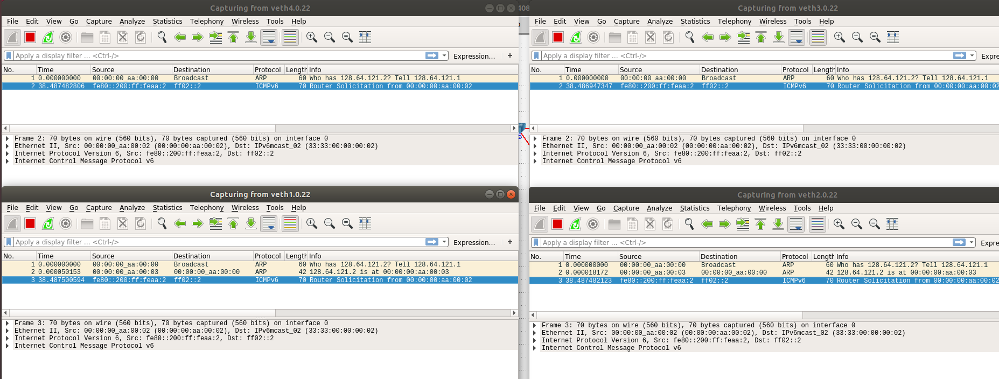 Capturing from veth4.0.22
File Edit View Go Capture Analyze Statistics Telephony Wireless Tools Help
Apply a display filter ... <Ctrl-/> Expression... +
No. Time Source Destination Protocol Length Info
1 0.000000000 00:00:00_aa:00:00 Broadcast ARP 60 Who has 128.64.121.2? Tell 128.64.121.1
2 38.487482806 fe80::200:ff:feaa:2 ff02::2 ICMPv6 70 Router Solicitation from 00:00:00:aa:00:02
Frame 2: 70 bytes on wire (560 bits), 70 bytes captured (560 bits) on interface 0
Ethernet II, Src: 00:00:00_aa:00:02 (00:00:00:aa:00:02), Dst: IPv6mcast_02 (33:33:00:00:00:02)
Internet Protocol Version 6, Src: fe80::200:ff:feaa:2, Dst: ff02::2
Internet Control Message Protocol v6
408
Capturing from veth3.0.22
File Edit View Go Capture Analyze Statistics Telephony Wireless Tools Help
Apply a display filter ... <Ctrl-/> Expre
No. Time Source Destination Protocol Length Info
1 0.000000000 00:00:00_aa:00:00 Broadcast ARP 60 Who has 128.64.121.2? Tell 128.64.121.1
2 38.486947347 fe80::200:ff:feaa:2 ff02::2 ICMPv6 70 Router Solicitation from 00:00:00:aa:00:02
Frame 2: 70 bytes on wire (560 bits), 70 bytes captured (560 bits) on interface 0
Ethernet II, Src: 00:00:00_aa:00:02 (00:00:00:aa:00:02), Dst: IPv6mcast_02 (33:33:00:00:00:02)
Internet Protocol Version 6, Src: fe80::200:ff:feaa:2, Dst: ff02::2
Internet Control Message Protocol v6
Capturing from veth1.0.22
File Edit View Go Capture Analyze Statistics Telephony Wireless Tools Help
Apply a display filter ... <Ctrl-/> Expression... +
No. Time Source Destination Protocol Length Info
1 0.000000000 00:00:00_aa:00:00 Broadcast ARP 60 Who has 128.64.121.2? Tell 128.64.121.1
2 0.000050153 00:00:00_aa:00:03 00:00:00_aa:00:00 ARP 42 128.64.121.2 is at 00:00:00:aa:00:03
3 38.487500594 fe80::200:ff:feaa:2 ff02::2 ICMPv6 70 Router Solicitation from 00:00:00:aa:00:02
Frame 3: 70 bytes on wire (560 bits), 70 bytes captured (560 bits) on interface 0
Ethernet II, Src: 00:00:00_aa:00:02 (00:00:00:aa:00:02), Dst: IPv6mcast_02 (33:33:00:00:00:02)
Internet Protocol Version 6, Src: fe80::200:ff:feaa:2, Dst: ff02::2
Internet Control Message Protocol v6
Capturing from veth2.0.22
File Edit View Go Capture Analyze Statistics Telephony Wireless Tools Help
Apply a display filter ... <Ctrl-/> Expre
No. Time Source Destination Protocol Length Info
1 0.000000000 00:00:00_aa:00:00 Broadcast ARP 60 Who has 128.64.121.2? Tell 128.64.121.1
2 0.000018172 00:00:00_aa:00:03 00:00:00_aa:00:00 ARP 42 128.64.121.2 is at 00:00:00:aa:00:03
3 38.487482123 fe80::200:ff:feaa:2 ff02::2 ICMPv6 70 Router Solicitation from 00:00:00:aa:00:02
Frame 3: 70 bytes on wire (560 bits), 70 bytes captured (560 bits) on interface 0
Ethernet II, Src: 00:00:00_aa:00:02 (00:00:00:aa:00:02), Dst: IPv6mcast_02 (33:33:00:00:00:02)
Internet Protocol Version 6, Src: fe80::200:ff:feaa:2, Dst: ff02::2
Internet Control Message Protocol v6